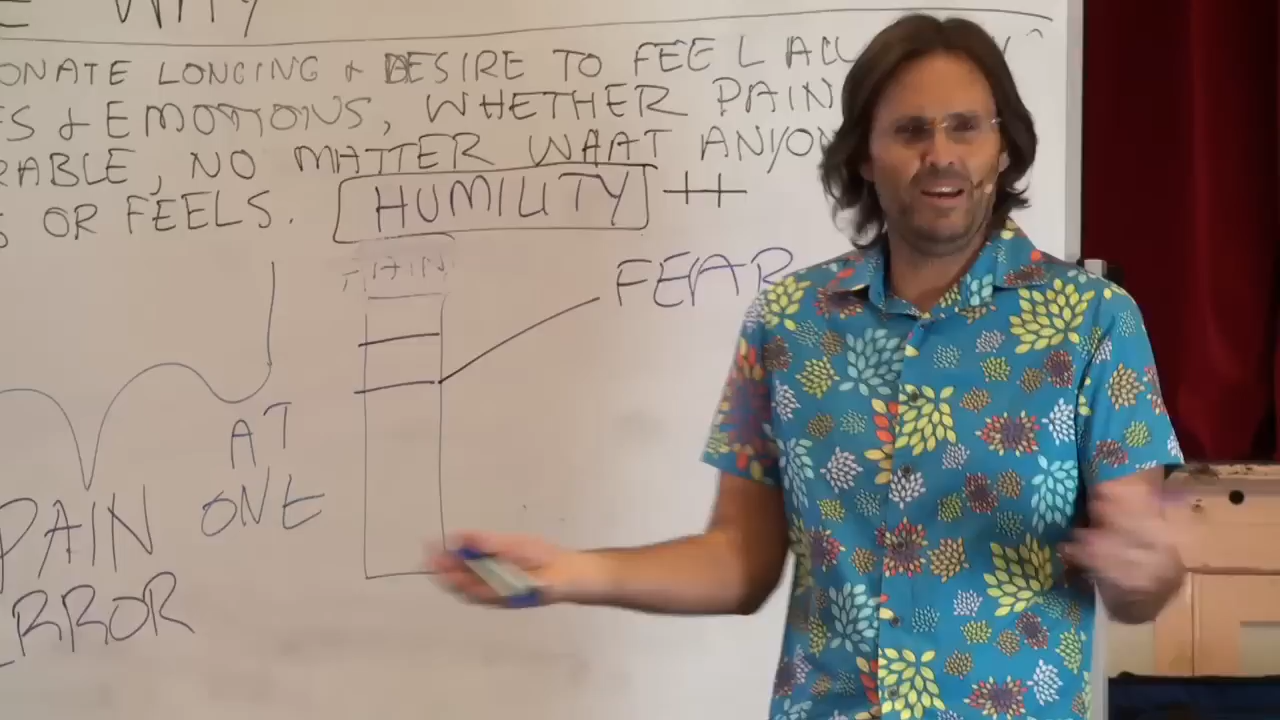 ONATE LONGING & DESIRE TO FEEL ALL
ES & EMOTIONS, WHETHER PAIN
RABLE, NO MATTER WHAT ANYON
S OR FEELS. HUMILITY ++
FEAR
AT
ONE
PAIN
ERROR